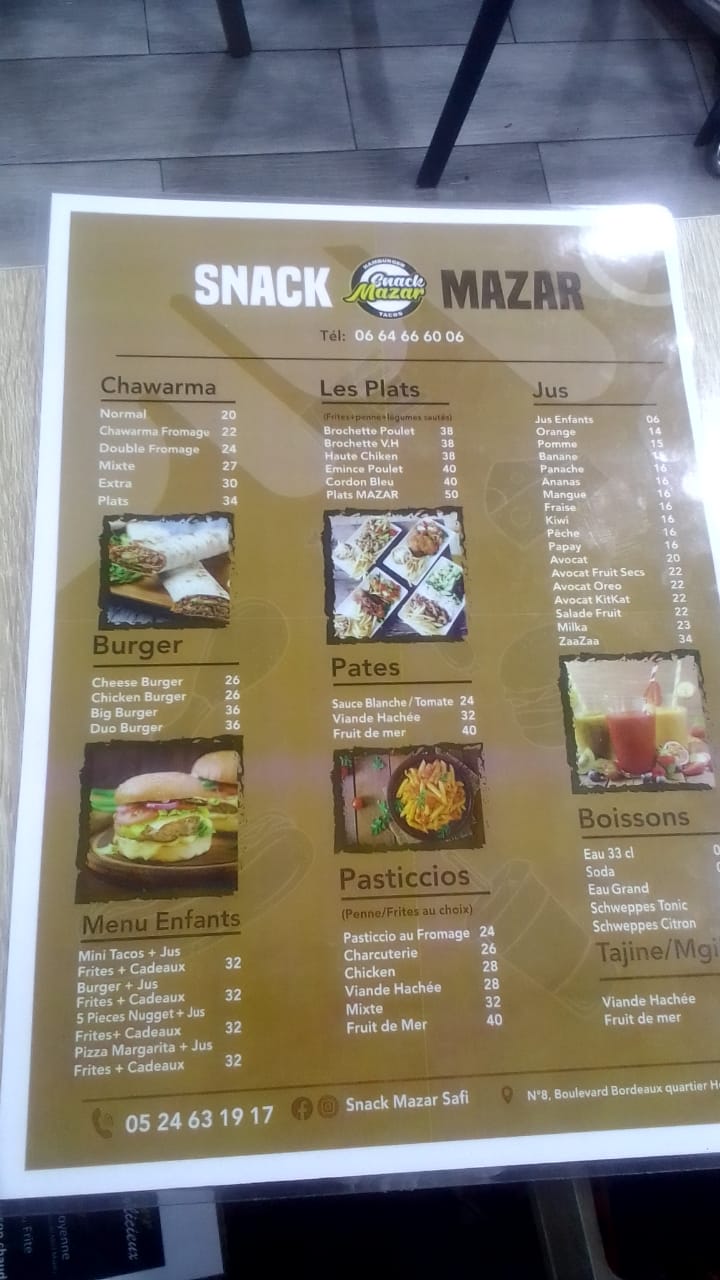 SNACK
HAMBURGER
Snack
Mazar
TACOS
MAZAR
Tél: 06 64 66 60 06
Chawarma
Normal 20
Chawarma Fromage 22
Double Fromage 24
Mixte 27
Extra 30
Plats 34
Burger
Cheese Burger 26
Chicken Burger 26
Big Burger 36
Duo Burger 36
Menu Enfants
Mini Tacos + Jus
Frites + Cadeaux 32
Burger + Jus
Frites + Cadeaux 32
5 Pieces Nugget + Jus
Frites+ Cadeaux 32
Pizza Margarita + Jus
Frites + Cadeaux 32
Les Plats
(Frites+penne+légumes sautés)
Brochette Poulet 38
Brochette V.H 38
Haute Chiken 38
Emince Poulet 40
Cordon Bleu 40
Plats MAZAR 50
Pates
Sauce Blanche / Tomate 24
Viande Hachée 32
Fruit de mer 40
Pasticcios
(Penne/Frites au choix)
Pasticcio au Fromage 24
Charcuterie 26
Chicken 28
Viande Hachée 28
Mixte 32
Fruit de Mer 40
Jus
Jus Enfants 06
Orange 14
Pomme 15
Banane
Panache 16
Ananas 16
Mangue 16
Fraise 16
Kiwi 16
Pêche 16
Papay 16
Avocat 20
Avocat Fruit Secs 22
Avocat Oreo 22
Avocat KitKat 22
Salade Fruit 22
Milka 23
ZaaZaa 34
Boissons
Eau 33 cl
Soda
Eau Grand
Schweppes Tonic
Schweppes Citron
Tajine/Mgi
Viande Hachée
Fruit de mer
05 24 63 19 17
Snack Mazar Safi
N°8, Boulevard Bordeaux quartier